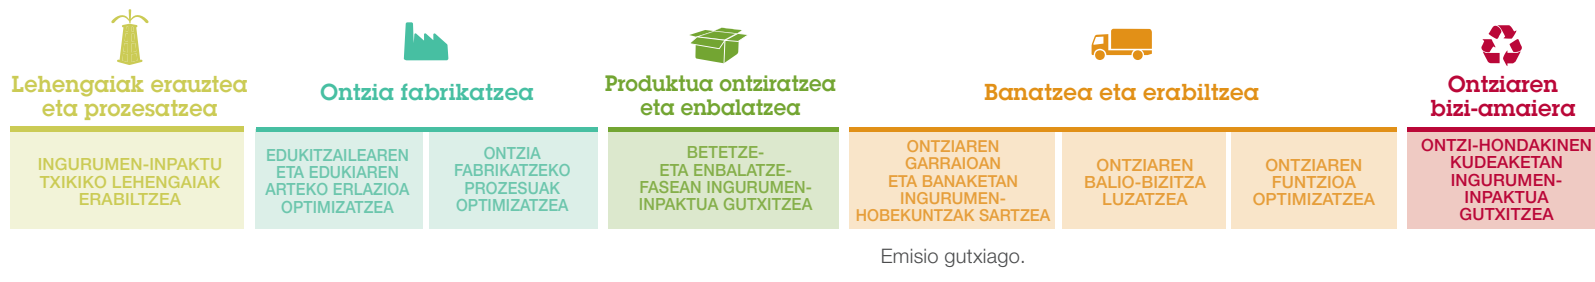 Lehengaiak erauztea
eta prozesatzea
Ontzia fabrikatzea
Produktua ontziratzea
eta enbalatzea
Banatzea eta erabiltzea
Ontziaren
bizi-amaiera
INGURUMEN-INPAKTU
TXIKIKO LEHENGAIAK
ERABILTZEA
EDUKITZAILEAREN
ETA EDUKIAREN
ARTEKO ERLAZIOA
OPTIMIZATZEA
ONTZIA
FABRIKATZEKO
PROZESUAK
OPTIMIZATZEA
BETETZE-
ETA ENBALATZE-
FASEAN INGURUMEN-
INPAKTUA GUTXITZEA
ONTZIAREN
GARRAIOAN
ETA BANAKETAN
INGURUMEN-
HOBEKUNTZAK SARTZEA
ONTZIAREN
BALIO-BIZITZA
LUZATZEA
ONTZIAREN
FUNTZIOA
OPTIMIZATZEA
ONTZI-HONDAKINEN
KUDEAKETAN
INGURUMEN-
INPAKTUA
GUTXITZEA
Emisio gutxiago.